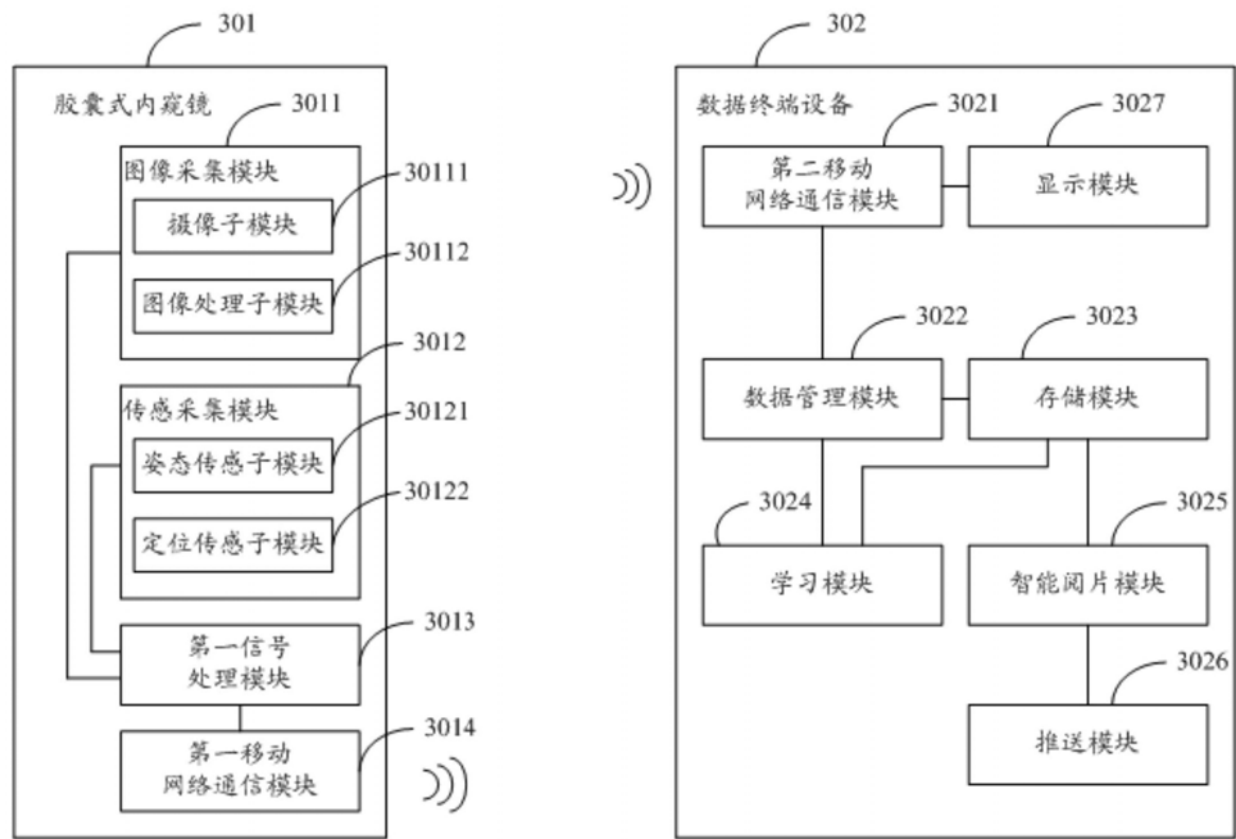 301
胶囊式内窥镜
3011
图像采集模块
30111
摄像子模块
30112
图像处理子模块
3012
传感采集模块
30121
姿态传感子模块
30122
定位传感子模块
3013
第一信号
处理模块
3014
第一移动
网络通信模块
302
数据终端设备
3021
第二移动
网络通信模块
3027
显示模块
3022
数据管理模块
3023
存储模块
3024
学习模块
3025
智能阅片模块
3026
推送模块